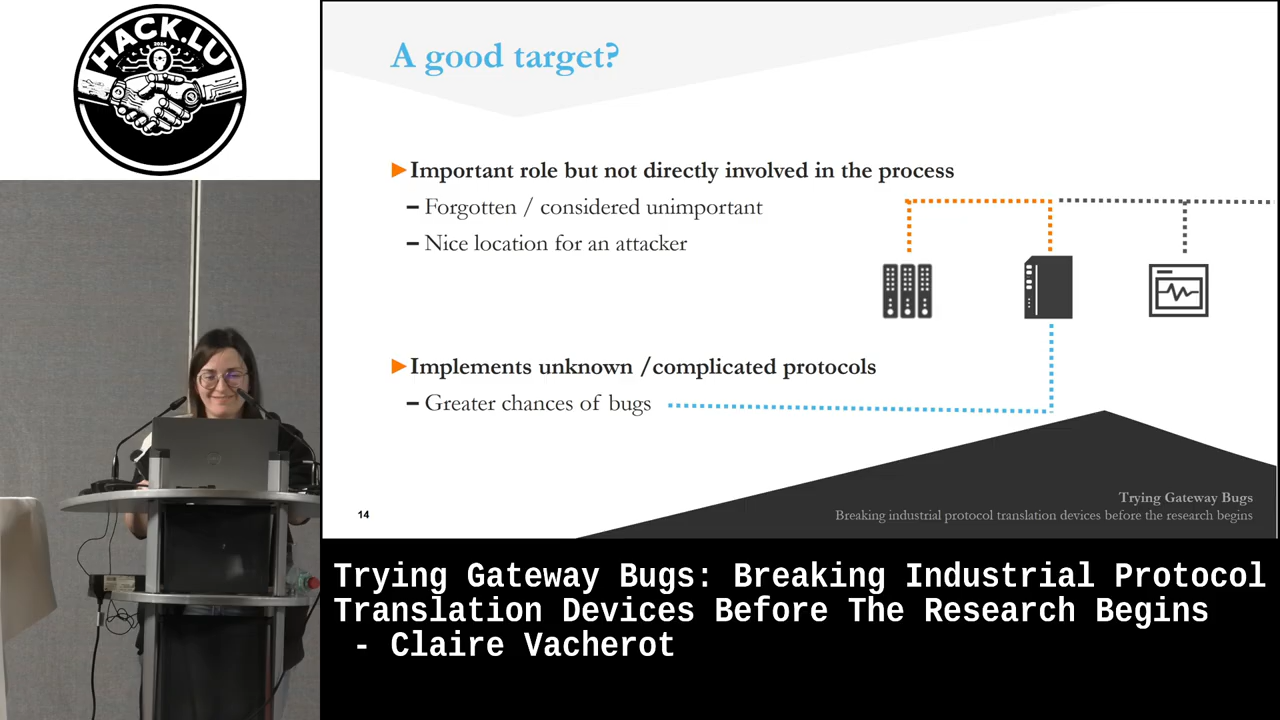 HACK.LU
2024
A good target?
►Important role but not directly involved in the process
– Forgotten / considered unimportant
– Nice location for an attacker
►Implements unknown /complicated protocols
– Greater chances of bugs
14
Trying Gateway Bugs
Breaking industrial protocol translation devices before the research begins
Trying Gateway Bugs: Breaking Industrial Protocol
Translation Devices Before The Research Begins
- Claire Vacherot